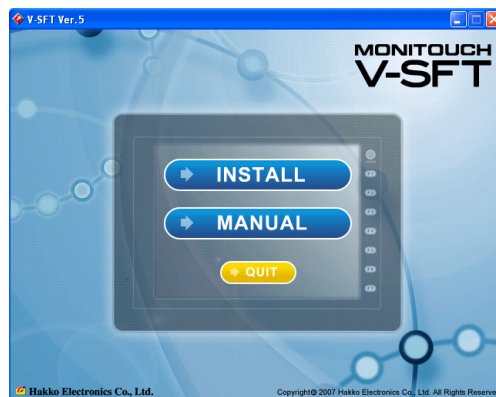 V-SFT Ver.5
MONITOUCH
V-SFT
INSTALL
MANUAL
QUIT
Hakko Electronics Co., Ltd.
Copyright@ 2007 Hakko Electronics Co., Ltd. All Rights Reserve